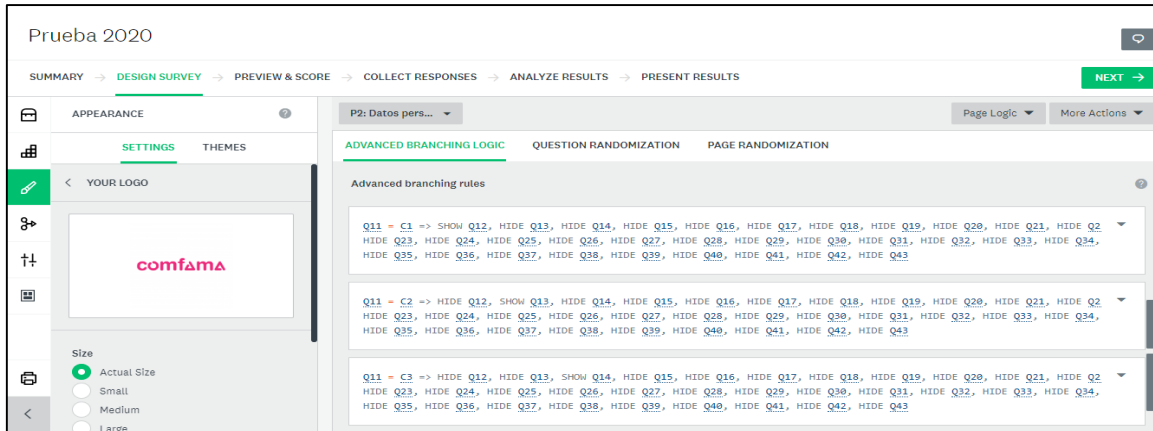 Prueba 2020
SUMMARY → DESIGN SURVEY → PREVIEW & SCORE → COLLECT RESPONSES → ANALYZE RESULTS → PRESENT RESULTS
NEXT →
APPEARANCE
SETTINGS THEMES
< YOUR LOGO
comfama
Size
Actual Size
Small
Medium
Large
P2: Datos pers...
Page Logic
More Actions
ADVANCED BRANCHING LOGIC QUESTION RANDOMIZATION PAGE RANDOMIZATION
Advanced branching rules
Q11 = C1 => SHOW Q12, HIDE Q13, HIDE Q14, HIDE Q15, HIDE Q16, HIDE Q17, HIDE Q18, HIDE Q19, HIDE Q20, HIDE Q21, HIDE Q2
HIDE Q23, HIDE Q24, HIDE Q25, HIDE Q26, HIDE Q27, HIDE Q28, HIDE Q29, HIDE Q30, HIDE Q31, HIDE Q32, HIDE Q33, HIDE Q34,
HIDE Q35, HIDE Q36, HIDE Q37, HIDE Q38, HIDE Q39, HIDE Q40, HIDE Q41, HIDE Q42, HIDE Q43
Q11 = C2 => HIDE Q12, SHOW Q13, HIDE Q14, HIDE Q15, HIDE Q16, HIDE Q17, HIDE Q18, HIDE Q19, HIDE Q20, HIDE Q21, HIDE Q2
HIDE Q23, HIDE Q24, HIDE Q25, HIDE Q26, HIDE Q27, HIDE Q28, HIDE Q29, HIDE Q30, HIDE Q31, HIDE Q32, HIDE Q33, HIDE Q34,
HIDE Q35, HIDE Q36, HIDE Q37, HIDE Q38, HIDE Q39, HIDE Q40, HIDE Q41, HIDE Q42, HIDE Q43
Q11 = C3 => HIDE Q12, HIDE Q13, SHOW Q14, HIDE Q15, HIDE Q16, HIDE Q17, HIDE Q18, HIDE Q19, HIDE Q20, HIDE Q21, HIDE Q2
HIDE Q23, HIDE Q24, HIDE Q25, HIDE Q26, HIDE Q27, HIDE Q28, HIDE Q29, HIDE Q30, HIDE Q31, HIDE Q32, HIDE Q33, HIDE Q34,
HIDE Q35, HIDE Q36, HIDE Q37, HIDE Q38, HIDE Q39, HIDE Q40, HIDE Q41, HIDE Q42, HIDE Q43